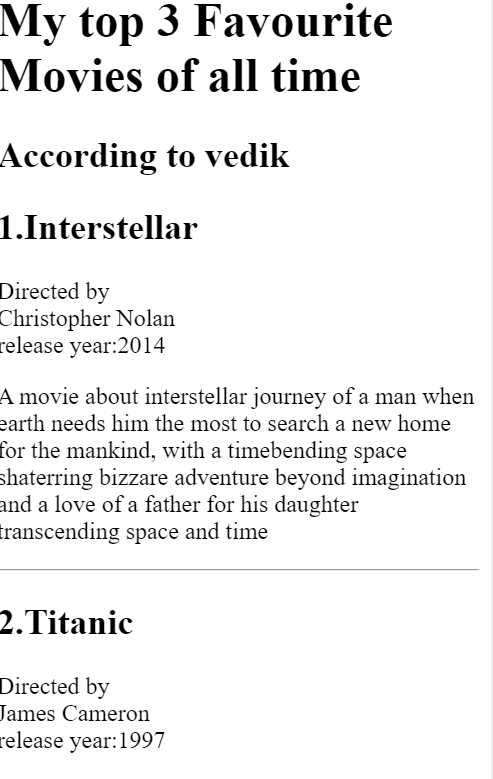 My top 3 Favourite
Movies of all time
According to vedik
1.Interstellar
Directed by
Christopher Nolan
release year:2014
A movie about interstellar journey of a man when
earth needs him the most to search a new home
for the mankind, with a timebending space
shaterring bizzare adventure beyond imagination
and a love of a father for his daughter
transcending space and time
2.Titanic
Directed by
James Cameron
release year:1997